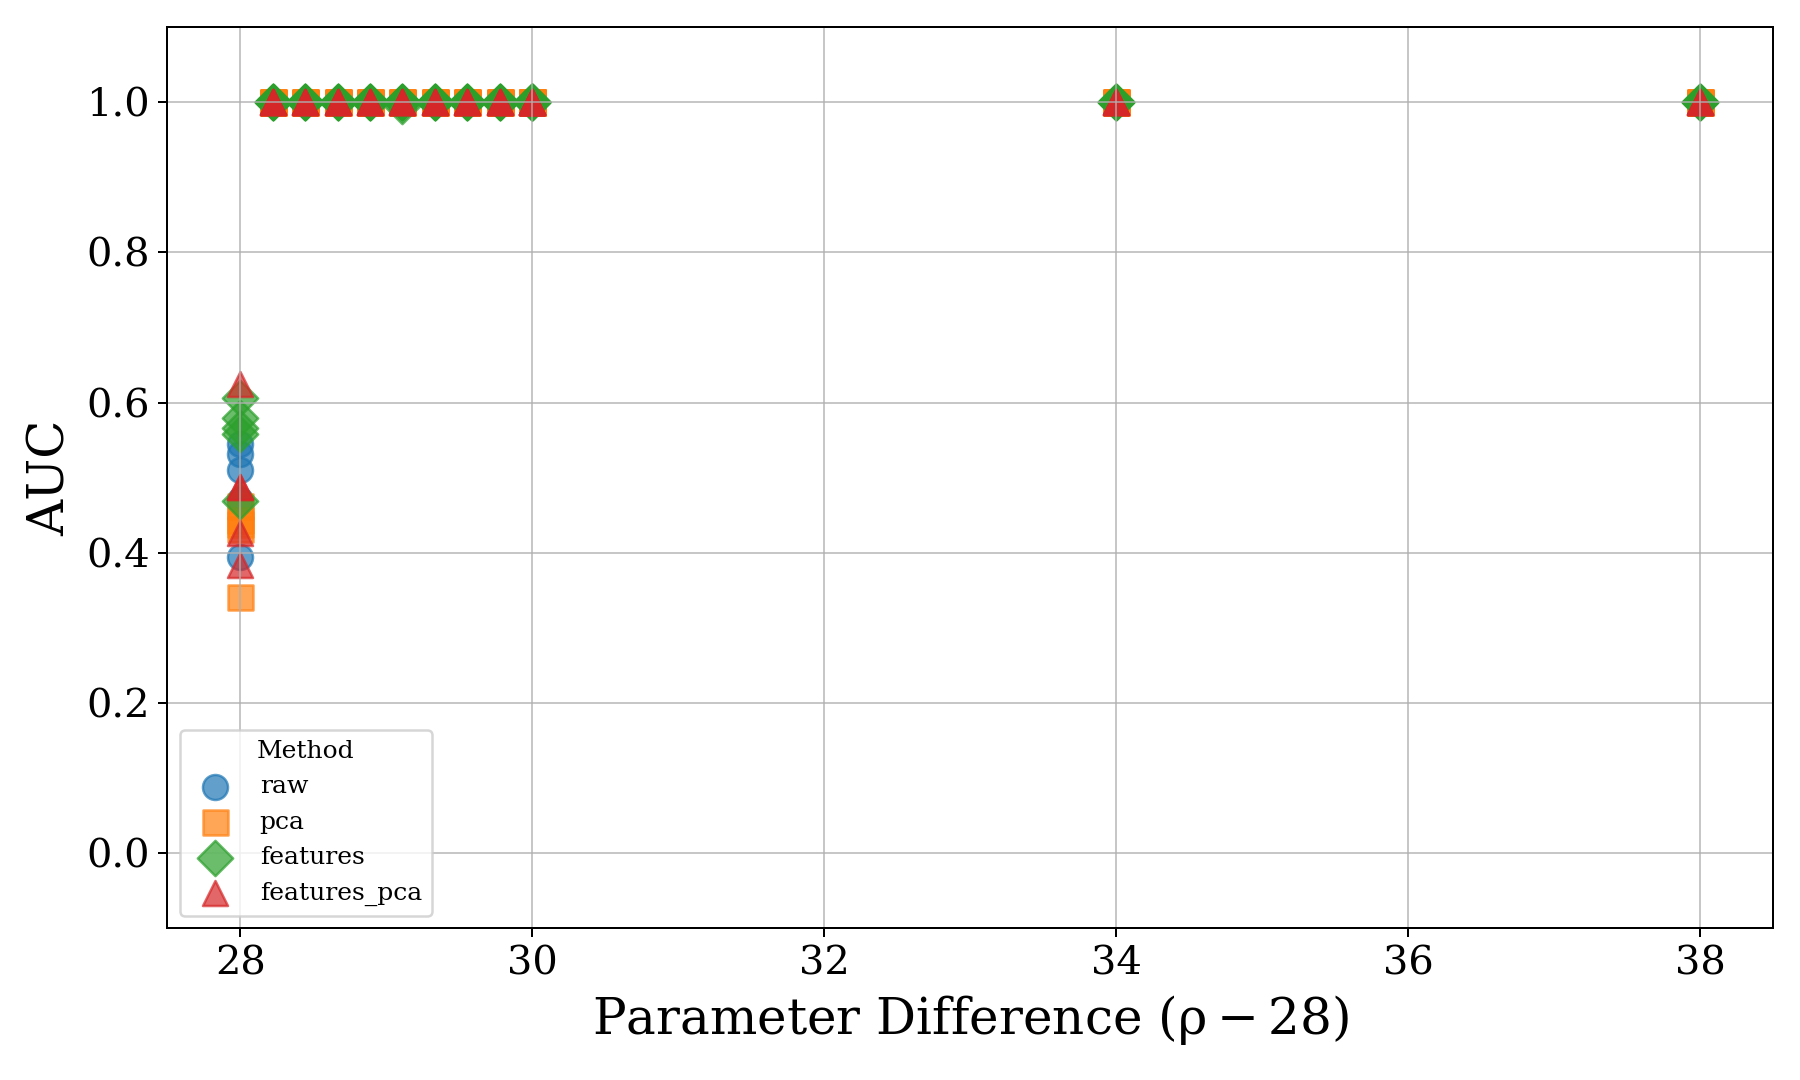 1.0
0.8
0.6
0.4
0.2
0.0
AUC
Method
raw
pca
features
features_pca
28 30 32 34 36 38
Parameter Difference (ρ − 28)